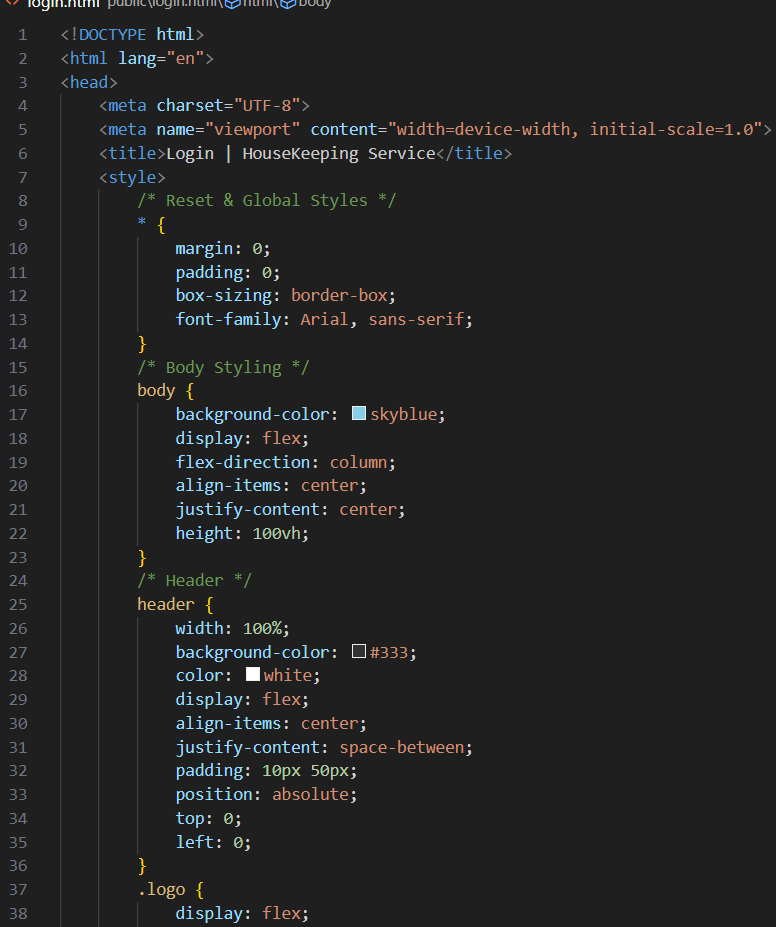 login.html public\login.html\html\body
1 <!DOCTYPE html>
2 <html lang="en">
3 <head>
4 <meta charset="UTF-8">
5 <meta name="viewport" content="width=device-width, initial-scale=1.0">
6 <title>Login | HouseKeeping Service</title>
7 <style>
8 /* Reset & Global Styles */
9 * {
10 margin: 0;
11 padding: 0;
12 box-sizing: border-box;
13 font-family: Arial, sans-serif;
14 }
15 /* Body Styling */
16 body {
17 background-color: skyblue;
18 display: flex;
19 flex-direction: column;
20 align-items: center;
21 justify-content: center;
22 height: 100vh;
23 }
24 /* Header */
25 header {
26 width: 100%;
27 background-color: #333;
28 color: white;
29 display: flex;
30 align-items: center;
31 justify-content: space-between;
32 padding: 10px 50px;
33 position: absolute;
34 top: 0;
35 left: 0;
36 }
37 .logo {
38 display: flex;